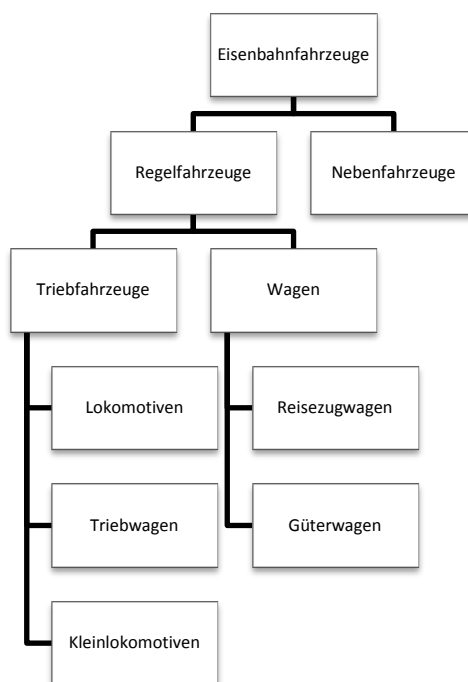 Eisenbahnfahrzeuge
Regelfahrzeuge
Nebenfahrzeuge
Triebfahrzeuge
Wagen
Lokomotiven
Reisezugwagen
Triebwagen
Güterwagen
Kleinlokomotiven